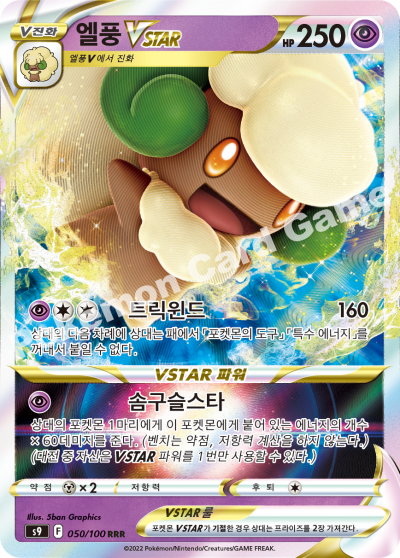 V진화
엘풍 VSTAR HP 250
엘풍V에서 진화
Pokémon Card Game
트릭윈드 160
상대의 다음 차례에 상대는 패에서 「포켓몬의 도구」 「특수 에너지」를
꺼내서 붙일 수 없다.
VSTAR 파워
솜구슬스타
상대의 포켓몬 1마리에게 이 포켓몬에게 붙어 있는 에너지의 개수
×60데미지를 준다. (벤치는 약점, 저항력 계산을 하지 않는다.)
(대전 중 자신은 VSTAR 파워를 1번만 사용할 수 있다.)
약점 ×2 저항력 후퇴
Illus. 5ban Graphics
VSTAR 룰
s9 F 050/100 RRR
포켓몬 VSTAR가 기절한 경우 상대는 프라이즈를 2장 가져간다.
©2022 Pokémon/Nintendo/Creatures/GAME FREAK.